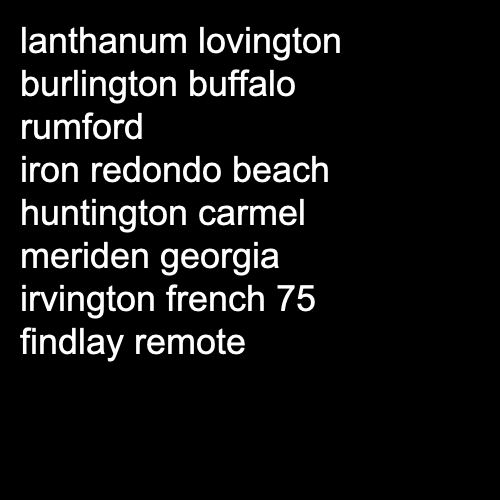 lanthanum lovington
burlington buffalo
rumford
iron redondo beach
huntington carmel
meriden georgia
irvington french 75
findlay remote